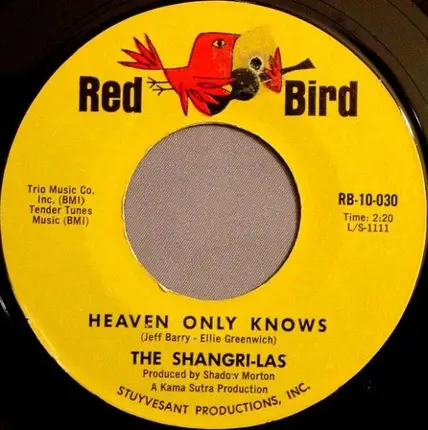 Red Bird
Trio Music Co.
Inc. (BMI)
Tender Tunes
Music (BMI)
RB-10-030
Time: 2:20
L/S-1111
HEAVEN ONLY KNOWS
(Jeff Barry - Ellie Greenwich)
THE SHANGRI-LAS
Produced by Shadow Morton
A Kama Sutra Production
STUYVESANT PRODUCTIONS, INC.